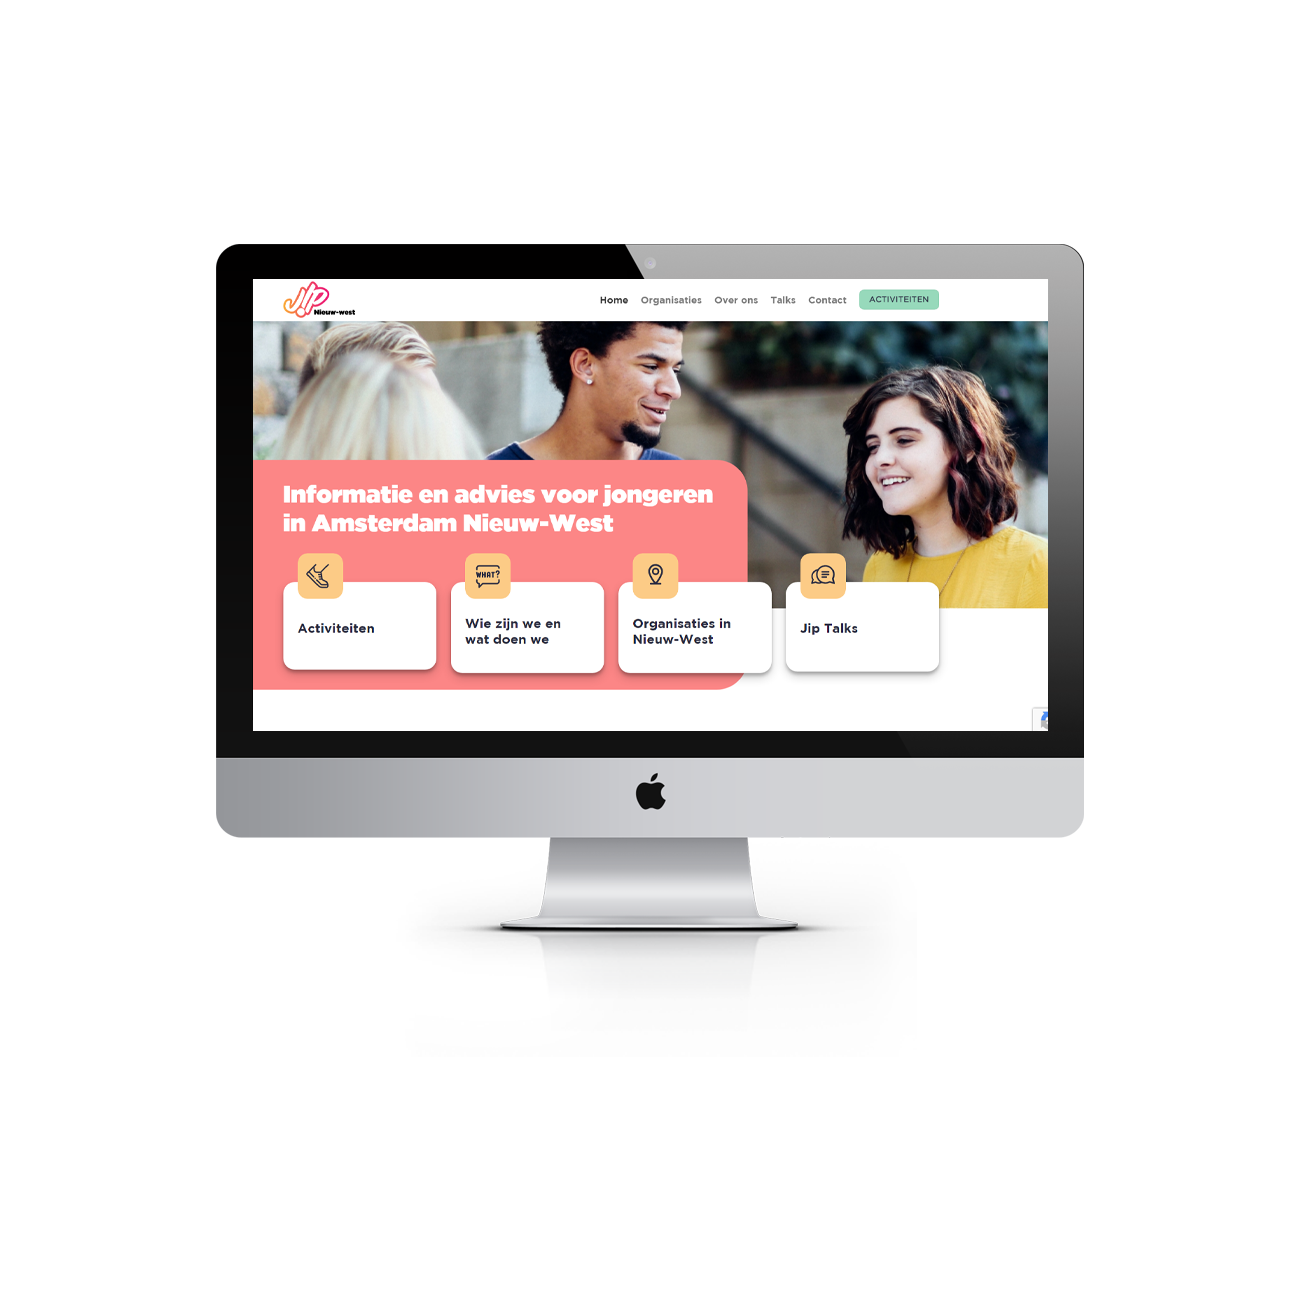 Jip
Nieuw-west
Home Organisaties Over ons Talks Contact ACTIVITEITEN
Informatie en advies voor jongeren
in Amsterdam Nieuw-West
WHAT?
Activiteiten
Wie zijn we en
wat doen we
Organisaties in
Nieuw-West
Jip Talks